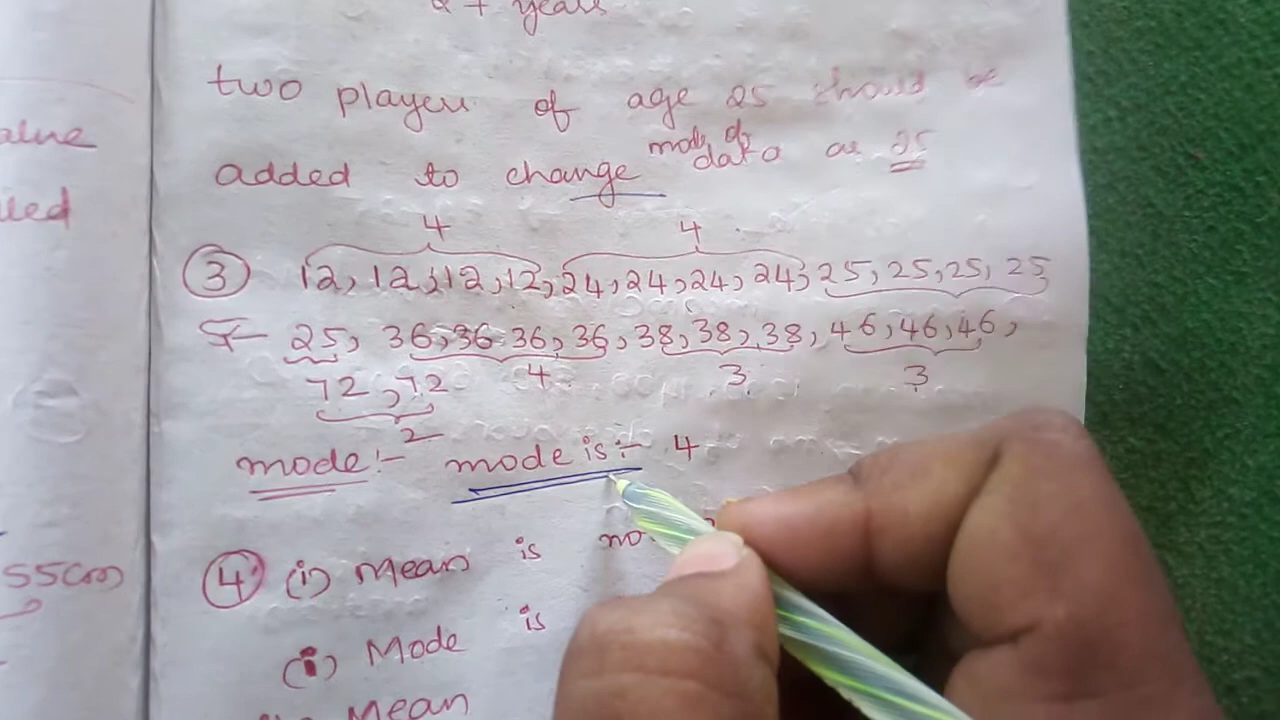 years
two players of age 25 should be
added to change mode of data as 25
alue
ded
4 4
③ 12, 12, 12, 12, 24, 24, 24, 24, 25, 25, 25, 25
25, 36, 36, 36, 36, 38, 38, 38, 46, 46, 46,
4 3 3
72, 72
2
mode:- mode is:- 4
④ (i) Mean is
55cm
(i) Mode is
Mean